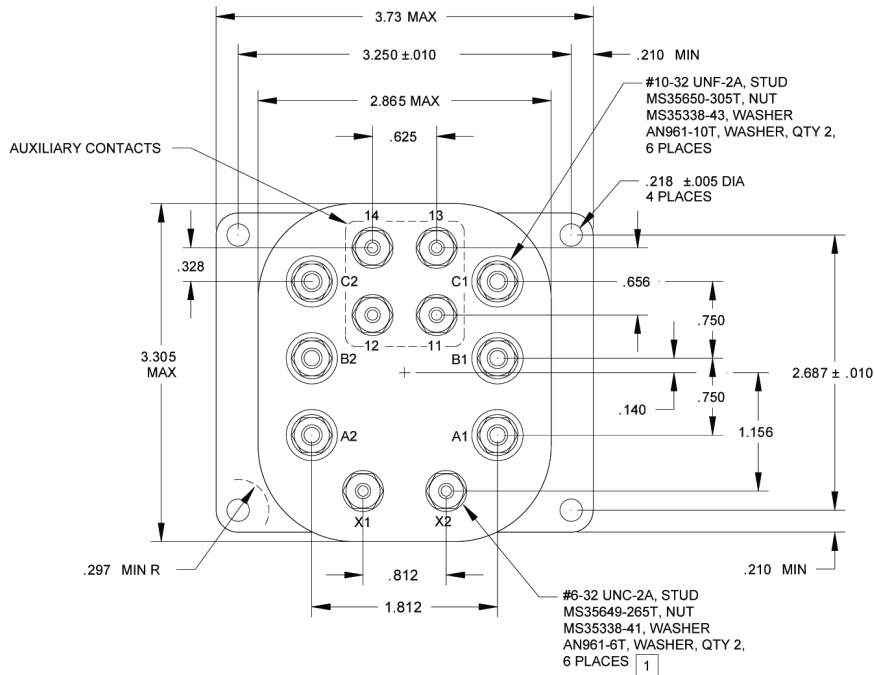 3.73 MAX
3.250 ±.010
.210 MIN
2.865 MAX
#10-32 UNF-2A, STUD
MS35650-305T, NUT
MS35338-43, WASHER
AN961-10T, WASHER, QTY 2,
6 PLACES
.625
AUXILIARY CONTACTS
.218 ±.005 DIA
4 PLACES
14
13
.328
C2
C1
.656
.750
12
11
3.305
MAX
B2
B1
2.687 ± .010
.140
.750
1.156
A2
A1
X1
X2
.297 MIN R
.210 MIN
.812
1.812
#6-32 UNC-2A, STUD
MS35649-265T, NUT
MS35338-41, WASHER
AN961-6T, WASHER, QTY 2,
6 PLACES 1